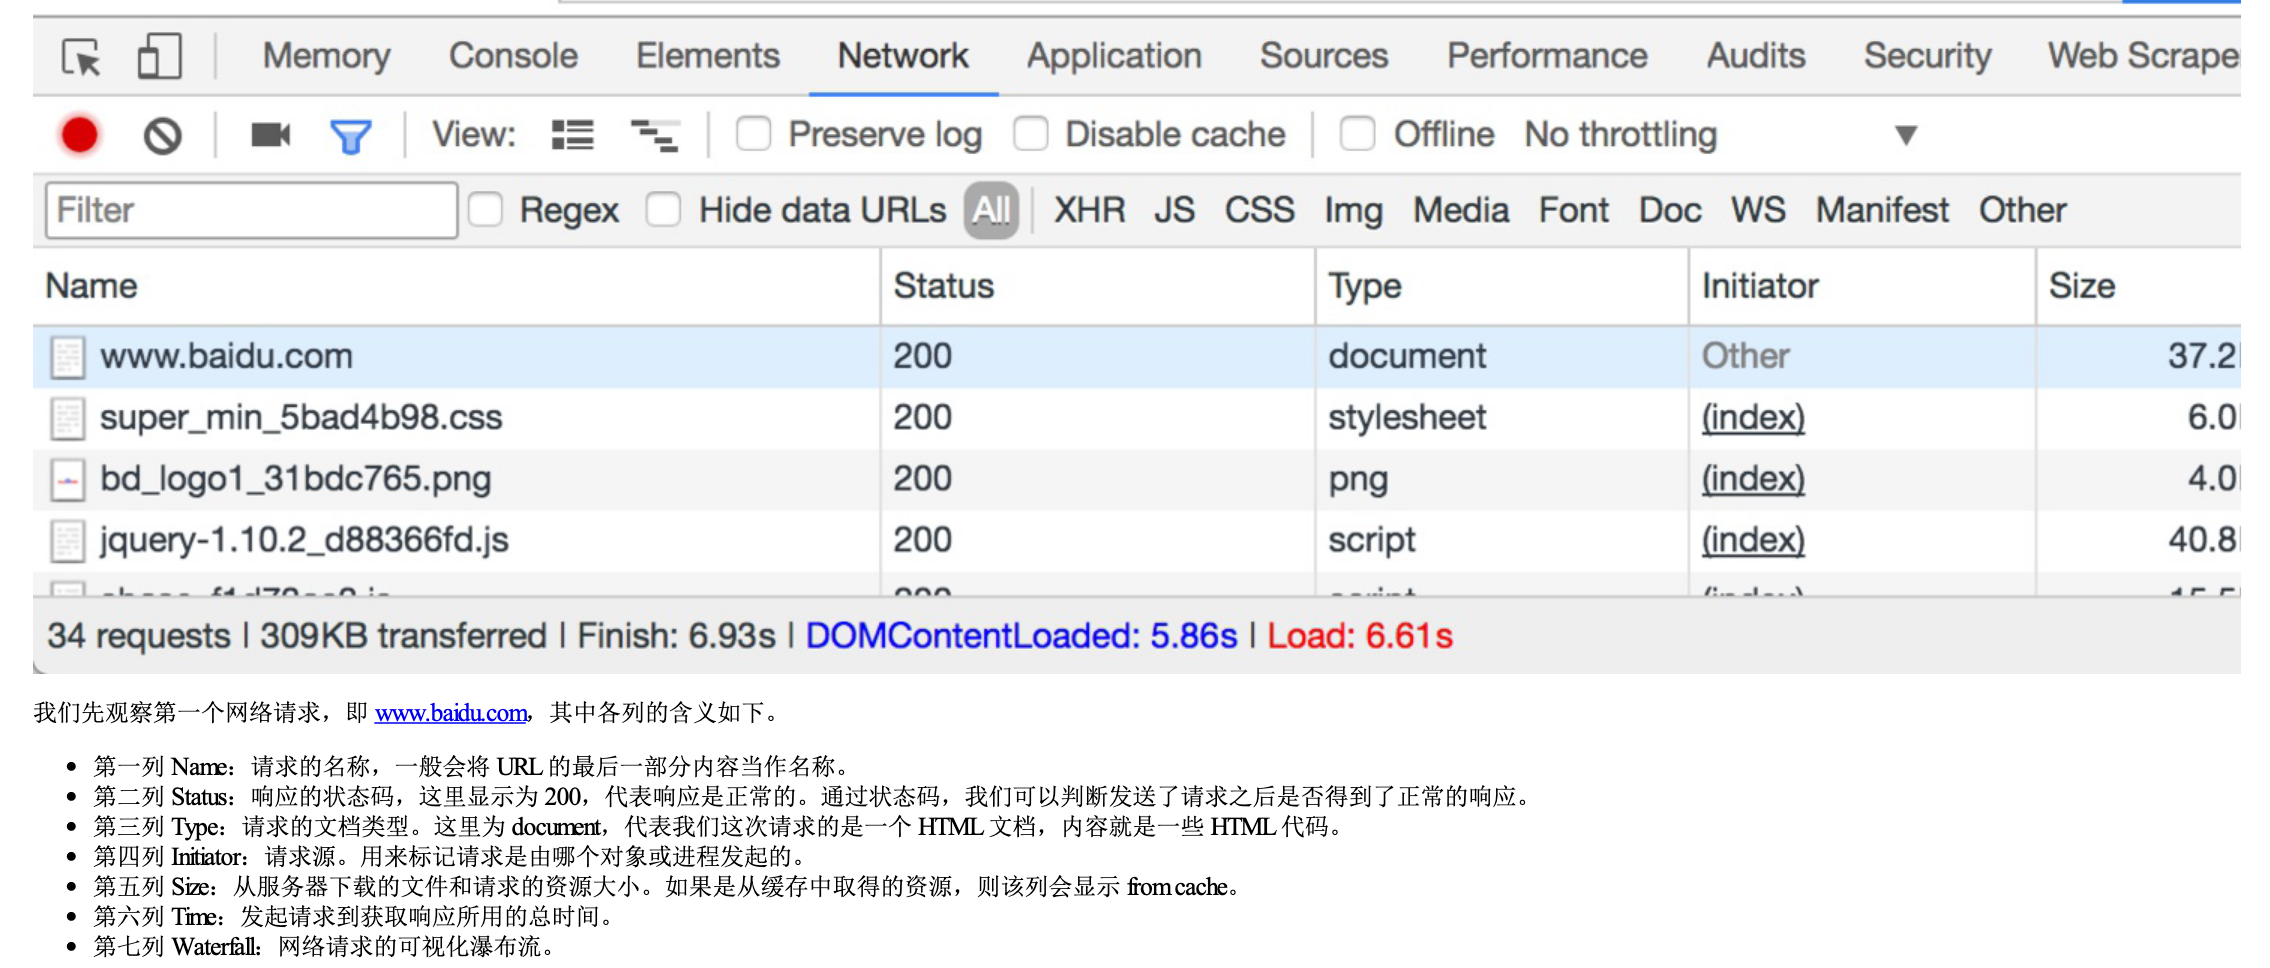 Memory Console Elements Network Application Sources Performance Audits Security Web Scrape
View: Preserve log Disable cache Offline No throttling
Filter Regex Hide data URLs All XHR JS CSS Img Media Font Doc WS Manifest Other
Name Status Type Initiator Size
www.baidu.com 200 document Other 37.2
super_min_5bad4b98.css 200 stylesheet (index) 6.0
bd_logo1_31bdc765.png 200 png (index) 4.0
jquery-1.10.2_d88366fd.js 200 script (index) 40.8
34 requests | 309KB transferred | Finish: 6.93s | DOMContentLoaded: 5.86s | Load: 6.61s
我们先观察第一个网络请求，即 www.baidu.com，其中各列的含义如下。
• 第一列 Name：请求的名称，一般会将 URL 的最后一部分内容当作名称。
• 第二列 Status：响应的状态码，这里显示为 200，代表响应是正常的。通过状态码，我们可以判断发送了请求之后是否得到了正常的响应。
• 第三列 Type：请求的文档类型。这里为 document，代表我们这次请求的是一个 HTML 文档，内容就是一些 HTML 代码。
• 第四列 Initiator：请求源。用来标记请求是由哪个对象或进程发起的。
• 第五列 Size：从服务器下载的文件和请求的资源大小。如果是从缓存中取得的资源，则该列会显示 from cache。
• 第六列 Time：发起请求到获取响应所用的总时间。
• 第七列 Waterfall：网络请求的可视化瀑布流。